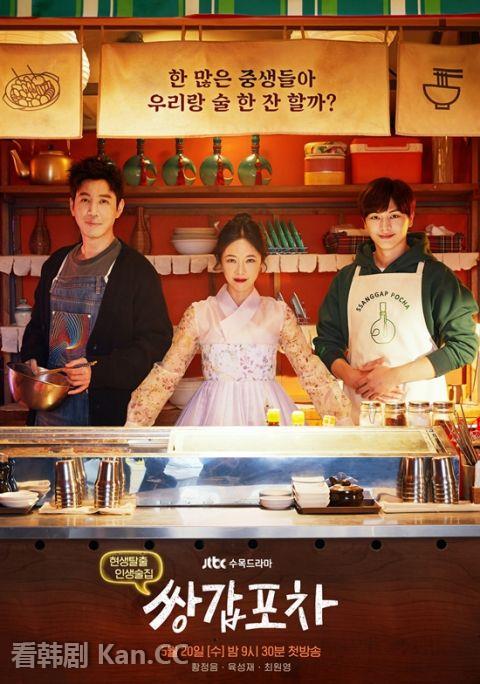 한 많은 중생들아
우리랑 술 한 잔 할까?
SSANGGAP POCHA
jtbc 수목드라마
현생탈출
인생술집
쌍갑포차
5월 20일 [수] 밤 9시 30분 첫방송
황정음 · 육성재 · 최원영
看韩剧 Kan.CC